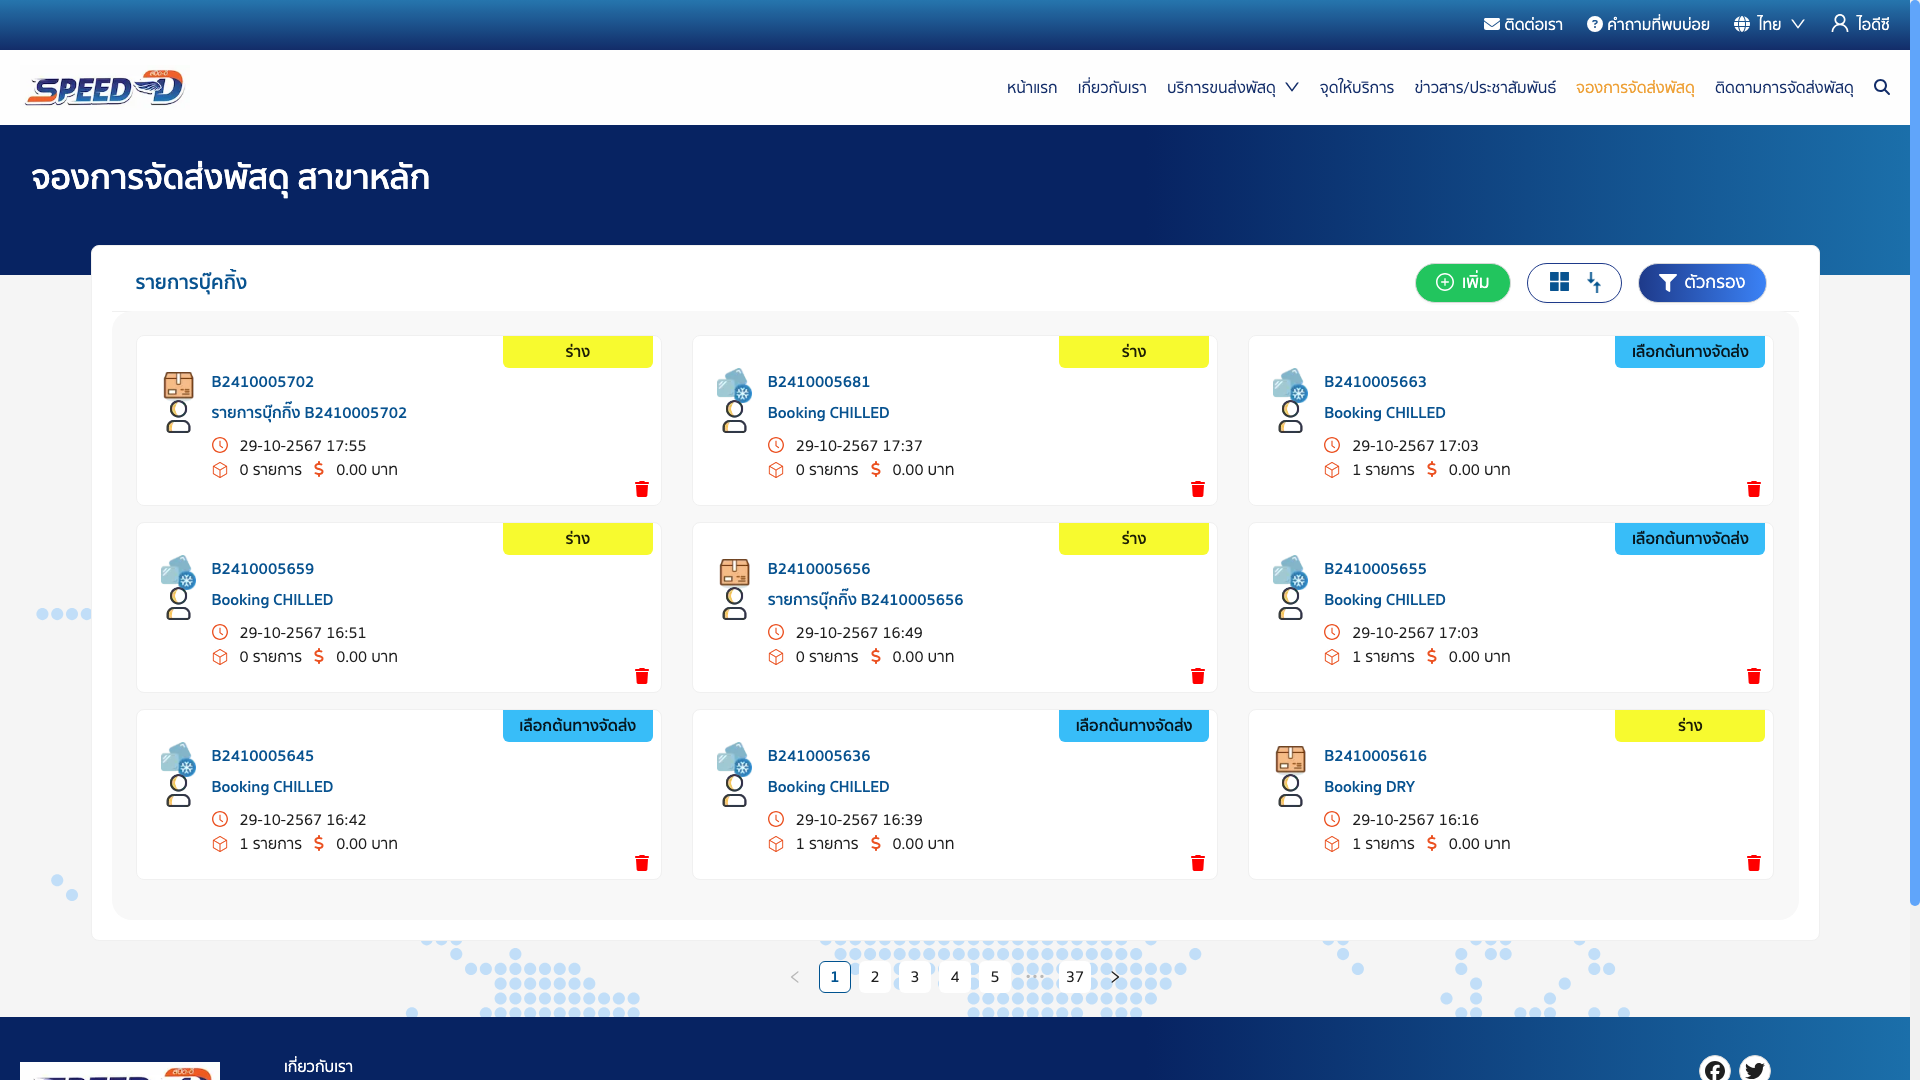 ติดต่อเรา คำถามที่พบบ่อย ไทย ไอดีซี
SPEED D
หน้าแรก เกี่ยวกับเรา บริการขนส่งพัสดุ จุดให้บริการ ข่าวสาร/ประชาสัมพันธ์ จองการจัดส่งพัสดุ ติดตามการจัดส่งพัสดุ
จองการจัดส่งพัสดุ สาขาหลัก
รายการบุ๊คกิ้ง
เพิ่ม ตัวกรอง
ร่าง
B2410005702
รายการบุ๊กกิ๊ง B2410005702
29-10-2567 17:55
0 รายการ $ 0.00 บาท
ร่าง
B2410005681
Booking CHILLED
29-10-2567 17:37
0 รายการ $ 0.00 บาท
เลือกต้นทางจัดส่ง
B2410005663
Booking CHILLED
29-10-2567 17:03
1 รายการ $ 0.00 บาท
ร่าง
B2410005659
Booking CHILLED
29-10-2567 16:51
0 รายการ $ 0.00 บาท
ร่าง
B2410005656
รายการบุ๊กกิ๊ง B2410005656
29-10-2567 16:49
0 รายการ $ 0.00 บาท
เลือกต้นทางจัดส่ง
B2410005655
Booking CHILLED
29-10-2567 17:03
1 รายการ $ 0.00 บาท
เลือกต้นทางจัดส่ง
B2410005645
Booking CHILLED
29-10-2567 16:42
1 รายการ $ 0.00 บาท
เลือกต้นทางจัดส่ง
B2410005636
Booking CHILLED
29-10-2567 16:39
1 รายการ $ 0.00 บาท
ร่าง
B2410005616
Booking DRY
29-10-2567 16:16
1 รายการ $ 0.00 บาท
1 2 3 4 5 ••• 37
เกี่ยวกับเรา